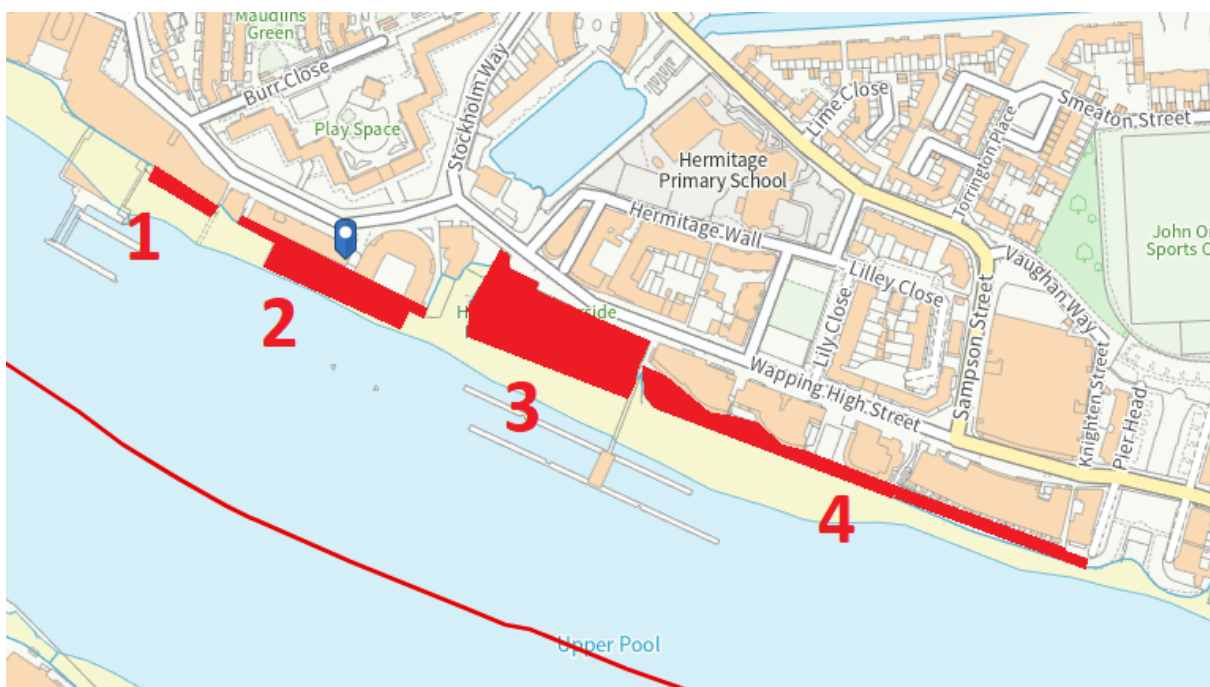 Maudlins
Green
Burr Close
Play Space
Stockholm Way
Hermitage
Primary School
Lime Close
Torrington Place
Smeaton Street
Hermitage Wall
Vaughan Way
Sports
Lilley Close
Lily Close
Sampson Street
Wapping High Street
Knighten Street
Pier Head
1
2
3
4
Upper Pool